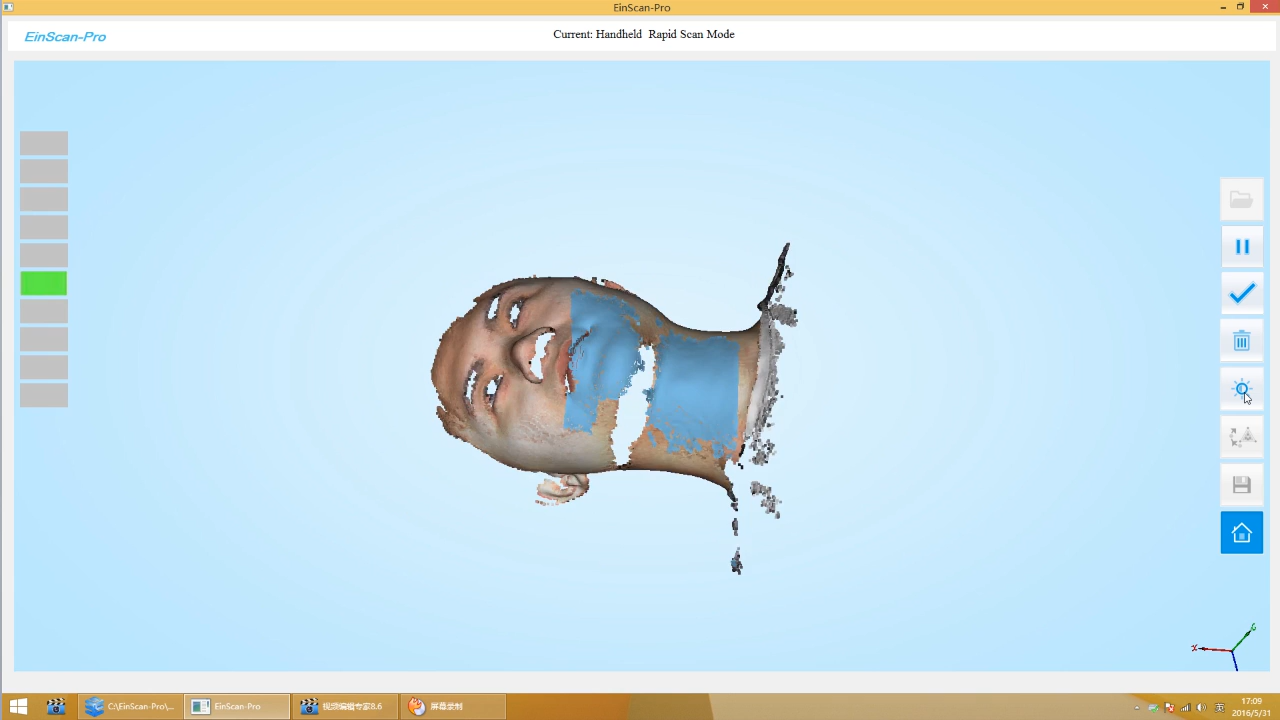 EinScan-Pro
EinScan-Pro
Current: Handheld  Rapid Scan Mode
X
C:\EinScan-Pro\...
EinScan-Pro
视频编辑专家8.6
屏幕录制
英
17:09
2016/5/31